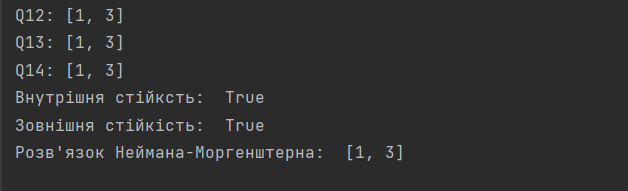 Q12: [1, 3]
Q13: [1, 3]
Q14: [1, 3]
Внутрішня стійксть:  True
Зовнішня стійкість:  True
Розв'язок Неймана-Моргенштерна:  [1, 3]